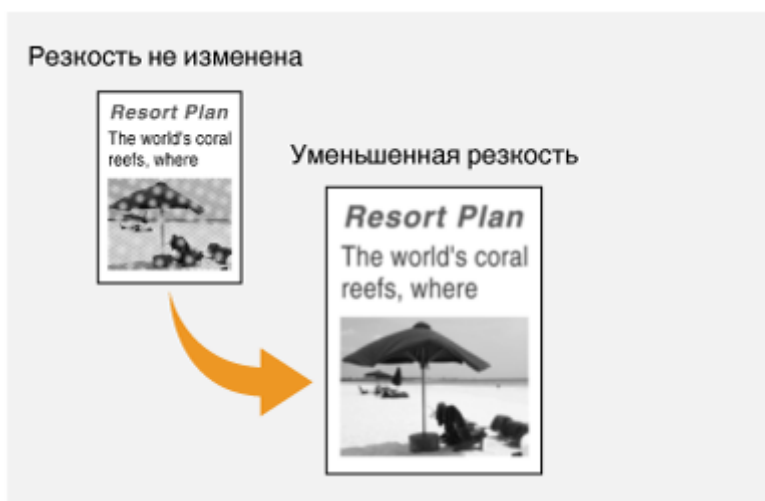 Резкость не изменена
Resort Plan
The world's coral
reefs, where
Уменьшенная резкость
Resort Plan
The world's coral
reefs, where